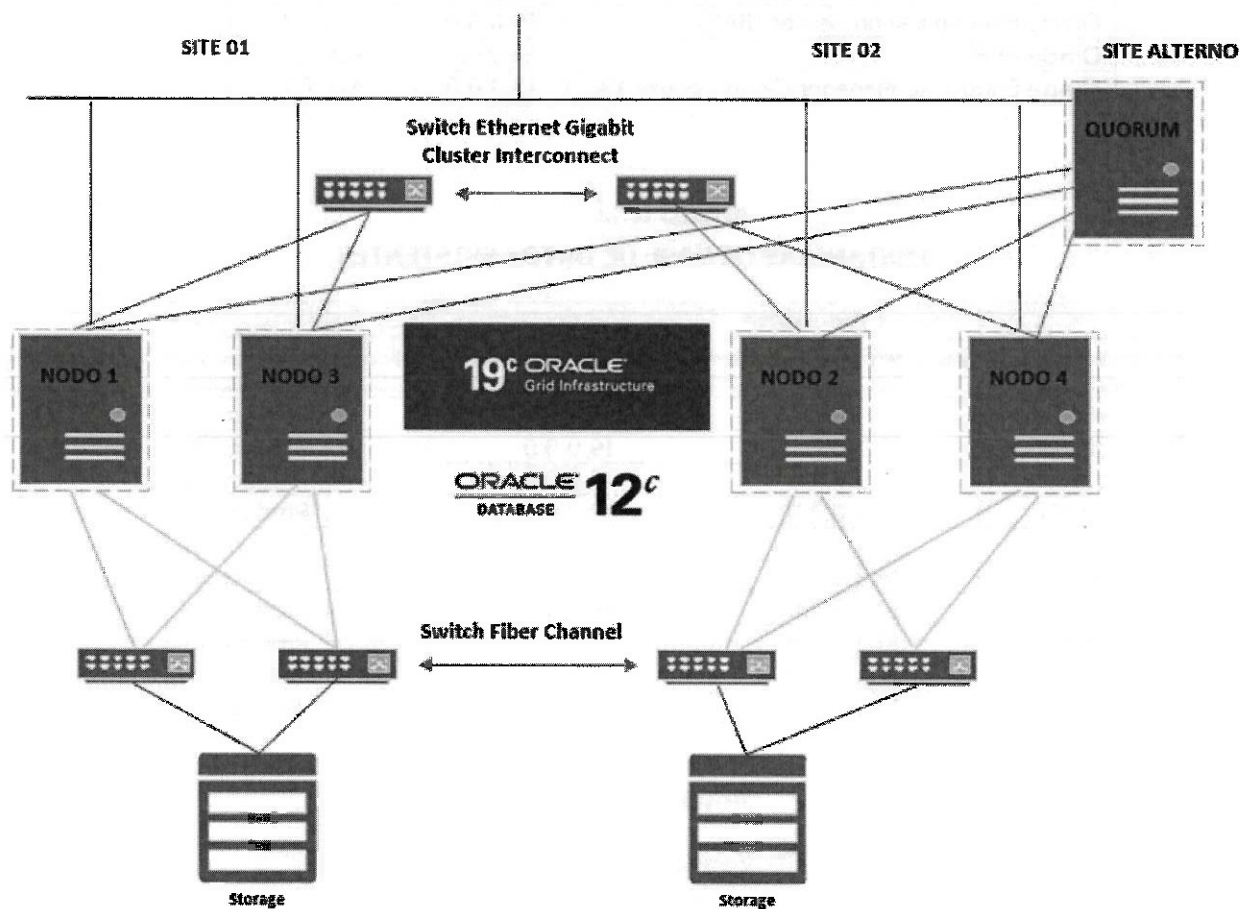 SITE 01
SITE 02
SITE ALTERNO
Switch Ethernet Gigabit
Cluster Interconnect
QUORUM
NODO 1
NODO 3
19c ORACLE
Grid Infrastructure
NODO 2
NODO 4
ORACLE 12c
DATABASE
Switch Fiber Channel
Storage
Storage